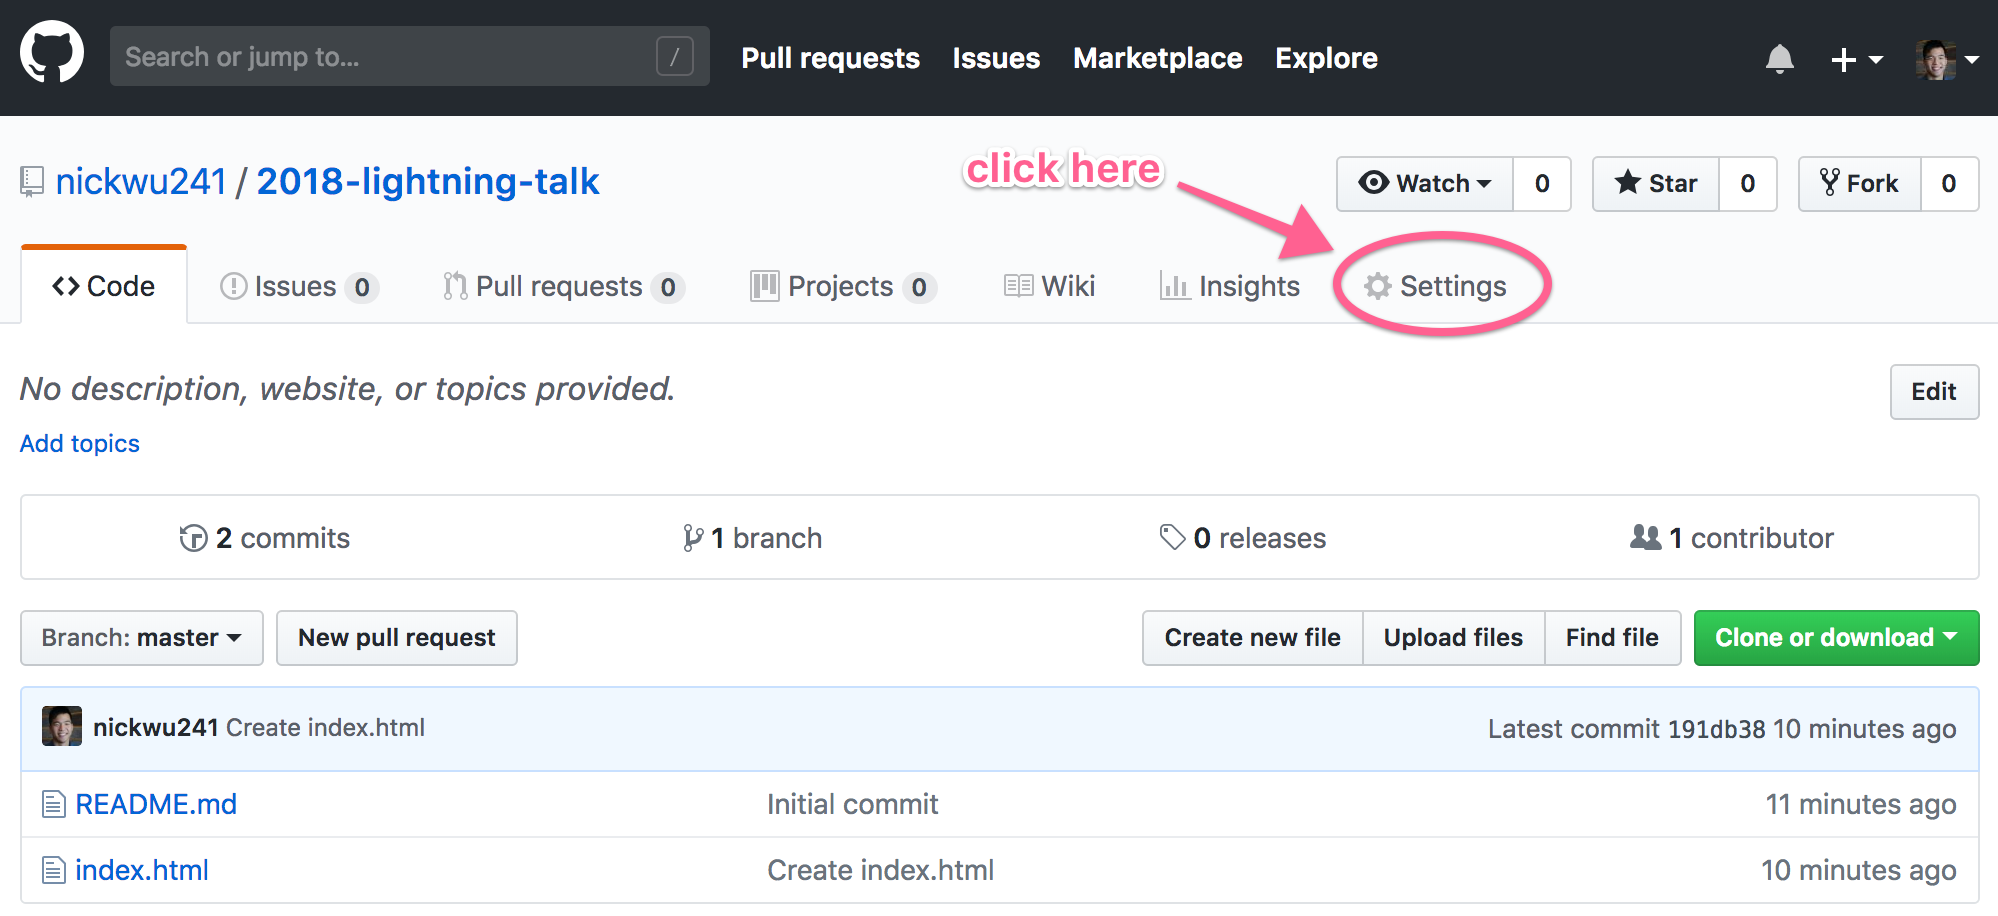 Search or jump to... /
Pull requests Issues Marketplace Explore
nickwu241 / 2018-lightning-talk
click here
Watch 0 Star 0 Fork 0
Code Issues 0 Pull requests 0 Projects 0 Wiki Insights Settings
No description, website, or topics provided.
Edit
Add topics
2 commits 1 branch 0 releases 1 contributor
Branch: master New pull request Create new file Upload files Find file Clone or download
nickwu241 Create index.html Latest commit 191db38 10 minutes ago
README.md Initial commit 11 minutes ago
index.html Create index.html 10 minutes ago